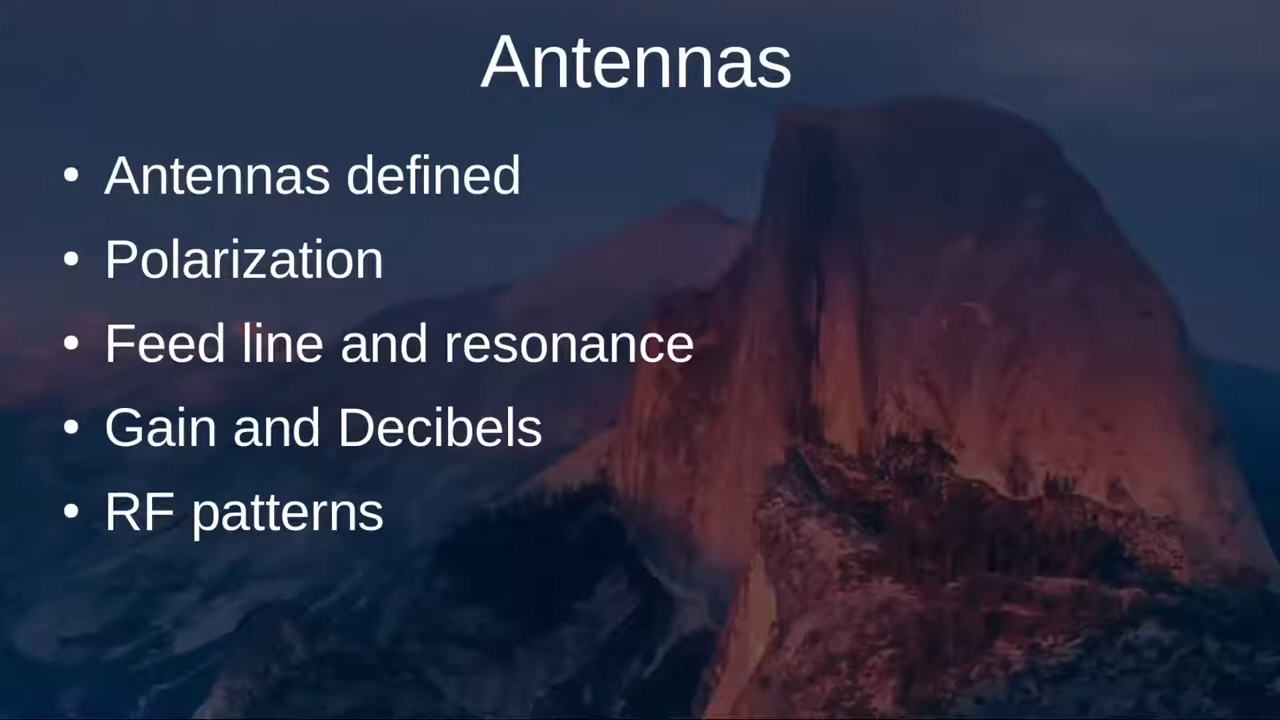 Antennas
• Antennas defined
• Polarization
• Feed line and resonance
• Gain and Decibels
• RF patterns